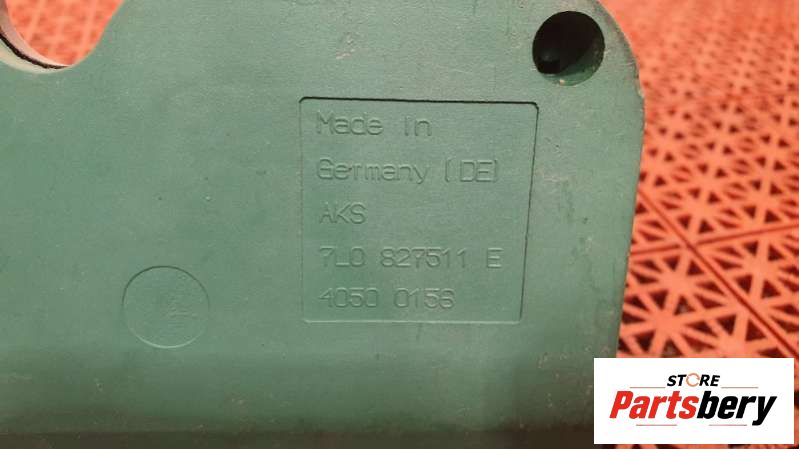 Made in
Germany (DE)
AKS
7L0 827511 E
4050 0156
STORE
Partsbery